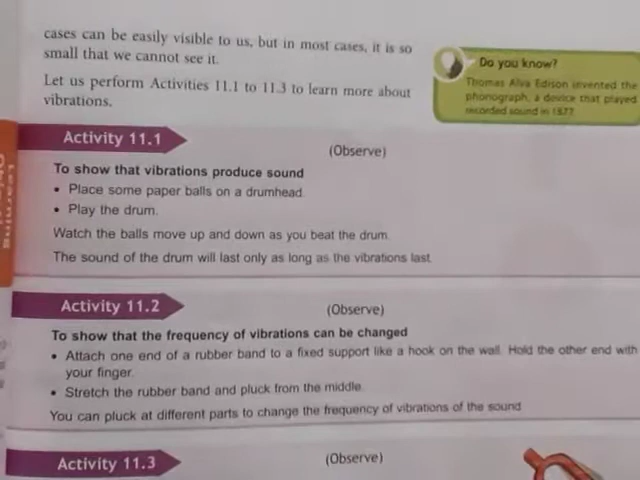 cases can be easily visible to us, but in most cases, it is so
small that we cannot see it.
Let us perform Activities 11.1 to 11.3 to learn more about
vibrations.
Do you know?
Thomas Alva Edison invented the
phonograph, a device that played
recorded sound in 1877
Activity 11.1
(Observe)
To show that vibrations produce sound
• Place some paper balls on a drumhead.
• Play the drum.
Watch the balls move up and down as you beat the drum.
The sound of the drum will last only as long as the vibrations last.
Activity 11.2
(Observe)
To show that the frequency of vibrations can be changed
• Attach one end of a rubber band to a fixed support like a hook on the wall. Hold the other end with
your finger.
• Stretch the rubber band and pluck from the middle.
You can pluck at different parts to change the frequency of vibrations of the sound
Activity 11.3
(Observe)
Learning